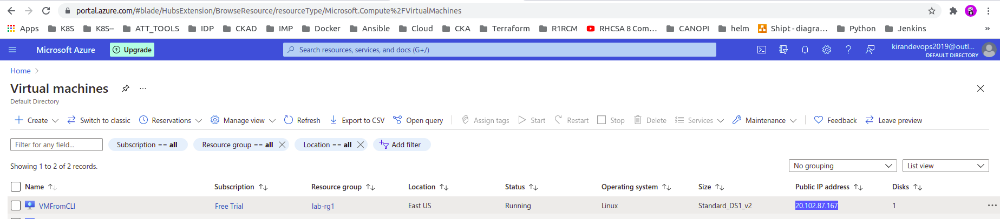 portal.azure.com/#blade/HubsExtension/BrowseResource/resourceType/Microsoft.Compute%2FVirtualMachines
Apps K8S K8S-- ATT_TOOLS IDP CKAD IMP Docker Ansible Cloud CKA Terraform R1RCM RHCSA 8 Com... CANOPI helm Shipt - diagra... Python Jenkins »
Microsoft Azure Upgrade Search resources, services, and docs (G+/) kirandevops2019@outl...
DEFAULT DIRECTORY
Home >
Virtual machines ...
Default Directory
Create Switch to classic Reservations Manage view Refresh Export to CSV Open query Assign tags Start Restart Stop Delete Services Maintenance Feedback Leave preview
Filter for any field... Subscription == all Resource group == all Location == all Add filter
Showing 1 to 2 of 2 records. No grouping List view
Name Subscription Resource group Location Status Operating system Size Public IP address Disks
VMFromCLI Free Trial lab-rg1 East US Running Linux Standard_DS1_v2 20.102.87.167 1 ...